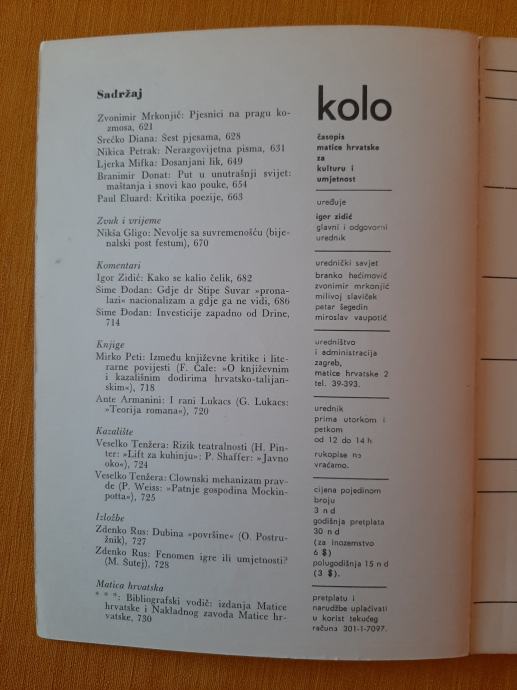 Sadržaj
Zvonimir Mrkonjić: Pjesnici na pragu ko-
zmosa, 621
Srećko Diana: Šest pjesama, 628
Nikica Petrak: Nerazgovijetna pisma, 631
Ljerka Mifka: Dosanjani lik, 649
Branimir Donat: Put u unutrašnji svijet:
maštanja i snovi kao pouke, 654
Paul Eluard: Kritika poezije, 663
Zvuk i vrijeme
Nikša Gligo: Nevolje sa suvremenošću (bije-
nalski post festum), 670
Komentari
Igor Zidić: Kako se kalio čelik, 682
Šime Đodan: Gdje dr Stipe Šuvar »prona-
lazi« nacionalizam a gdje ga ne vidi, 686
Šime Đodan: Investicije zapadno od Drine,
714
Knjige
Mirko Peti: Između književne kritike i lite-
rarne povijesti (F. Čale: »O književnim
i kazališnim dodirima hrvatsko-talijan-
skim«), 718
Ante Armanini: I rani Lukacs (G. Lukacs:
»Teorija romana«), 720
Kazalište
Veselko Tenžera: Rizik teatralnosti (H. Pin-
ter: »Lift za kuhinju«: P. Shaffer: »Javno
oko«), 724
Veselko Tenžera: Clownski mehanizam prav-
de (P. Weiss: »Patnje gospodina Mockin-
potta«), 725
Izložbe
Zdenko Rus: Dubina »površine« (O. Postru-
žnik), 727
Zdenko Rus: Fenomen igre ili umjetnosti?
(M. Šutej), 728
Matica hrvatska
* * *: Bibliografski vodič: izdanja Matice
hrvatske i Nakladnog zavoda Matice hr-
vatske, 730
kolo
časopis
matice hrvatske
za
kulturu i
umjetnost
uređuje
igor zidić
glavni i odgovorni
urednik
urednički savjet
branko hećimović
zvonimir mrkonjić
milivoj slaviček
petar šegedin
miroslav vaupotić
uredništvo
i administracija
zagreb,
matice hrvatske 2
tel. 39-393.
urednik
prima utorkom i
petkom
od 12 do 14 h
rukopise ne
vraćamo.
cijena pojedinom
broju
3 n d
godišnja pretplata
30 n d
(za inozemstvo
6 $)
polugodišnja 15 n d
(3 $).
pretplatu i
narudžbe uplaćivati
u korist tekućeg
računa 301-1-7097.